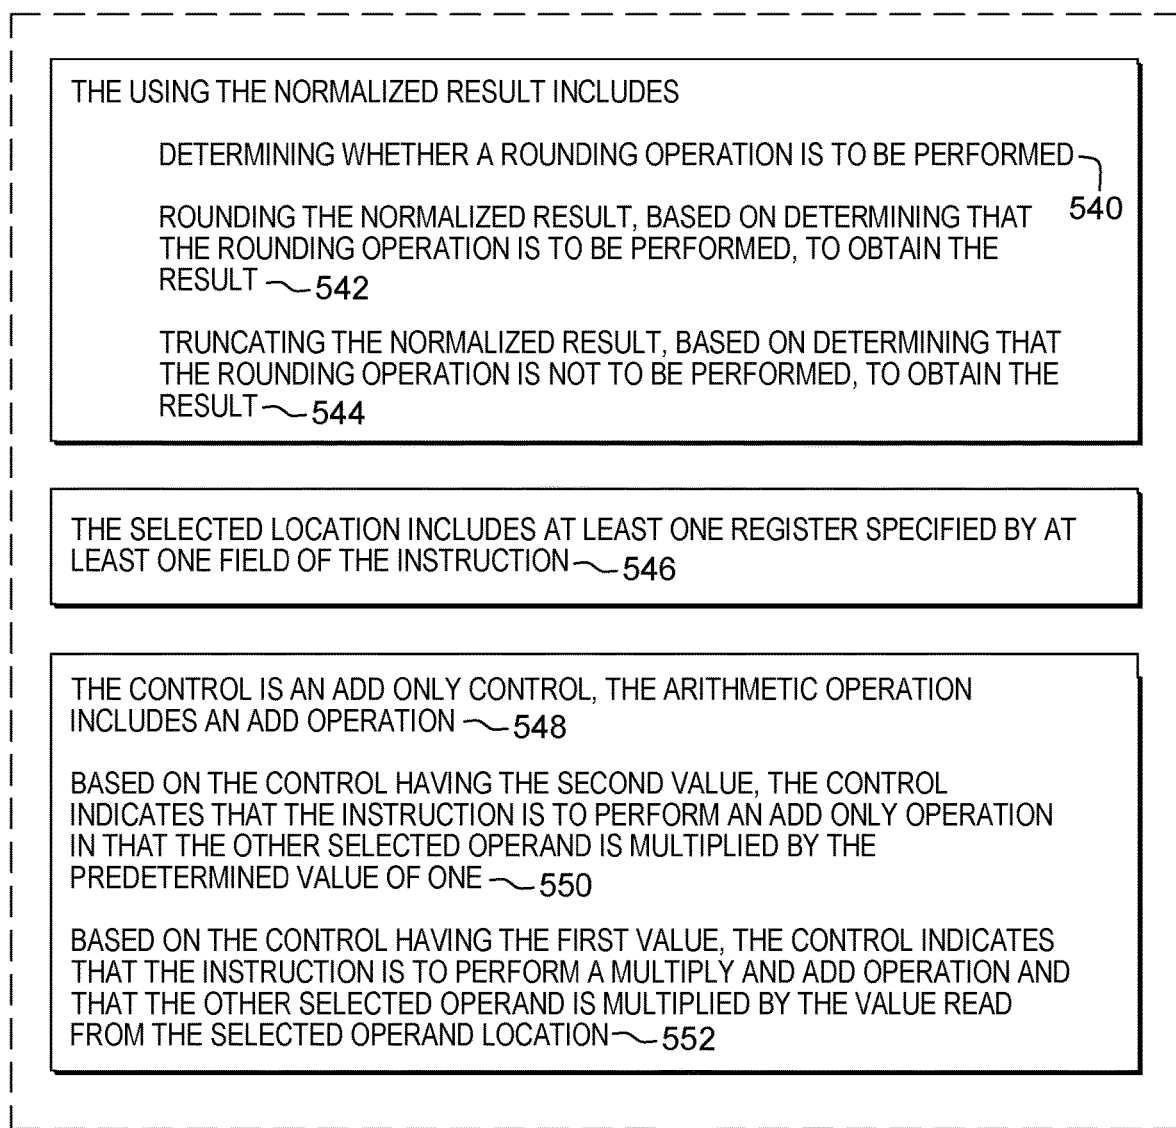 THE USING THE NORMALIZED RESULT INCLUDES
DETERMINING WHETHER A ROUNDING OPERATION IS TO BE PERFORMED
540
ROUNDING THE NORMALIZED RESULT, BASED ON DETERMINING THAT
THE ROUNDING OPERATION IS TO BE PERFORMED, TO OBTAIN THE
RESULT 542
TRUNCATING THE NORMALIZED RESULT, BASED ON DETERMINING THAT
THE ROUNDING OPERATION IS NOT TO BE PERFORMED, TO OBTAIN THE
RESULT 544
THE SELECTED LOCATION INCLUDES AT LEAST ONE REGISTER SPECIFIED BY AT
LEAST ONE FIELD OF THE INSTRUCTION 546
THE CONTROL IS AN ADD ONLY CONTROL, THE ARITHMETIC OPERATION
INCLUDES AN ADD OPERATION 548
BASED ON THE CONTROL HAVING THE SECOND VALUE, THE CONTROL
INDICATES THAT THE INSTRUCTION IS TO PERFORM AN ADD ONLY OPERATION
IN THAT THE OTHER SELECTED OPERAND IS MULTIPLIED BY THE
PREDETERMINED VALUE OF ONE 550
BASED ON THE CONTROL HAVING THE FIRST VALUE, THE CONTROL INDICATES
THAT THE INSTRUCTION IS TO PERFORM A MULTIPLY AND ADD OPERATION AND
THAT THE OTHER SELECTED OPERAND IS MULTIPLIED BY THE VALUE READ
FROM THE SELECTED OPERAND LOCATION 552